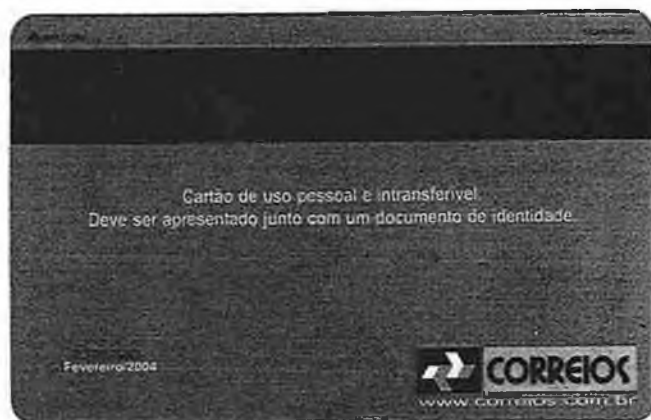 Cartão de uso pessoal e intransferível.
Deve ser apresentado junto com um documento de identidade.
Fevereiro/2004
CORREIOS
www.correios.com.br